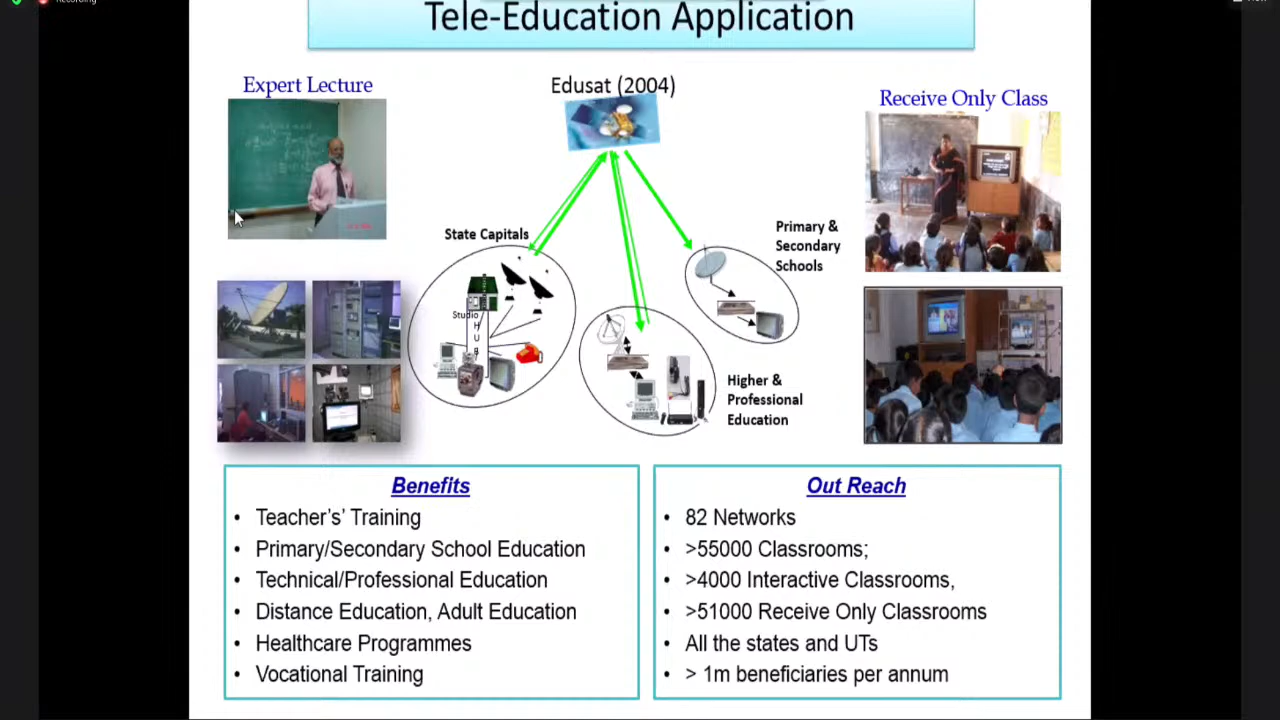 Recording
Tele-Education Application
Expert Lecture
Edusat (2004)
Receive Only Class
State Capitals
Primary &
Secondary
Schools
Studio
H
U
B
Higher &
Professional
Education
Benefits
• Teacher’s’ Training
• Primary/Secondary School Education
• Technical/Professional Education
• Distance Education, Adult Education
• Healthcare Programmes
• Vocational Training
Out Reach
• 82 Networks
• >55000 Classrooms;
• >4000 Interactive Classrooms,
• >51000 Receive Only Classrooms
• All the states and UTs
• > 1m beneficiaries per annum